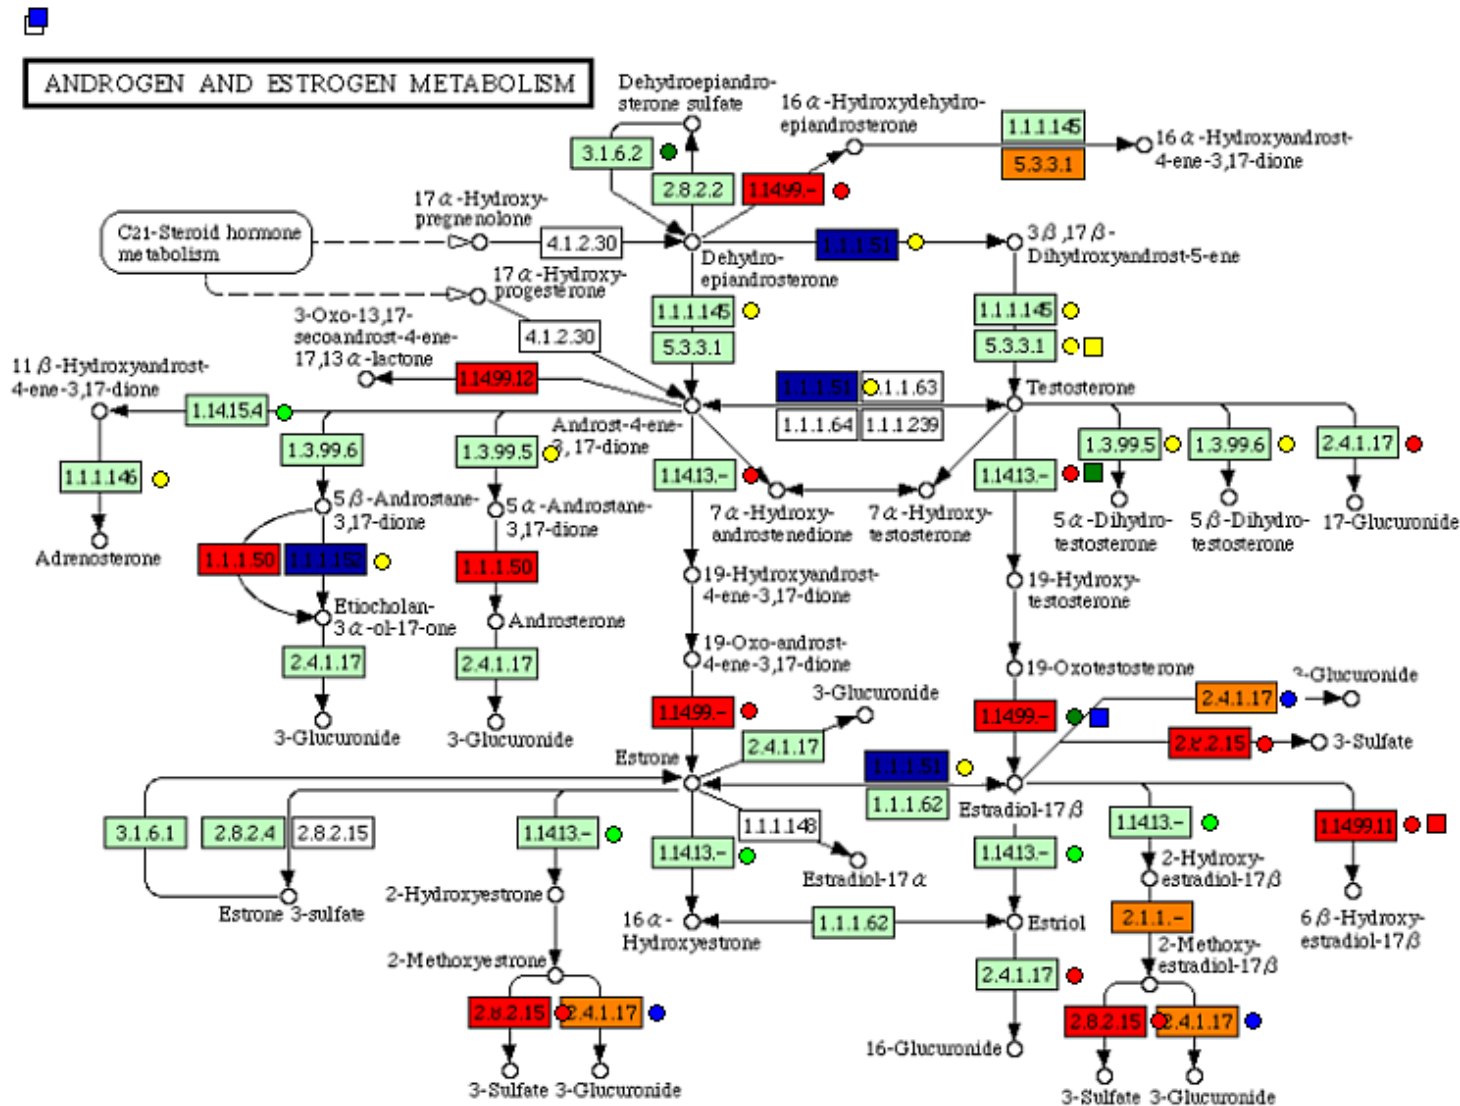 ANDROGEN AND ESTROGEN METABOLISM
Dehydroepiandro-
sterone sulfate
16 α-Hydroxydehydro-
epiandrosterone
1.1.1.145
16 α-Hydroxyandrost-
4-ene-3,17-dione
5.3.3.1
3.1.6.2
2.8.2.2
1.14.99.-
17 α-Hydroxy-
pregnenolone
C21-Steroid hormone
metabolism
4.1.2.30
Dehydro-
epiandrosterone
1.1.1.51
3β,17β-
Dihydroxyandrost-5-ene
17 α-Hydroxy-
progesterone
4.1.2.30
1.1.1.145
5.3.3.1
1.1.1.145
5.3.3.1
3-Oxo-13,17-
secoandrost-4-ene-
17,13 α-lactone
1.14.99.12
11 β-Hydroxyandrost-
4-ene-3,17-dione
1.14.15.4
Androst-4-ene-
3,17-dione
1.1.1.51
.1.1.63
1.1.1.64
1.1.1.239
Testosterone
1.1.1.146
Adrenosterone
1.3.99.6
5 β-Androstane-
3,17-dione
1.1.1.50
1.1.1.152
Etiocholan-
3 α-ol-17-one
2.4.1.17
3-Glucuronide
1.3.99.5
5 α-Androstane-
3,17-dione
1.1.1.50
Androsterone
2.4.1.17
3-Glucuronide
1.14.13.-
7 α-Hydroxy-
androstenedione
7 α-Hydroxy-
testosterone
1.14.13.-
1.3.99.5
5 α-Dihydro-
testosterone
1.3.99.6
5 β-Dihydro-
testosterone
2.4.1.17
17-Glucuronide
19-Hydroxyandrost-
4-ene-3,17-dione
19-Hydroxy-
testosterone
19-Oxo-androst-
4-ene-3,17-dione
19-Oxotestosterone
1.14.99.-
1.14.99.-
3-Glucuronide
2.4.1.17
2.4.1.17
3-Glucuronide
2.8.2.15
3-Sulfate
Estrone
1.1.1.51
1.1.1.62
Estradiol-17β
3.1.6.1
2.8.2.4
2.8.2.15
Estrone 3-sulfate
1.14.13.-
2-Hydroxyestrone
2-Methoxyestrone
2.8.2.15
2.4.1.17
3-Sulfate
3-Glucuronide
1.14.13.-
1.1.1.148
Estradiol-17 α
16 α-
Hydroxyestrone
1.1.1.62
1.14.13.-
Estriol
2.4.1.17
16-Glucuronide
1.14.13.-
2-Hydroxy-
estradiol-17β
2.1.1.-
2-Methoxy-
estradiol-17β
2.8.2.15
2.4.1.17
3-Sulfate
3-Glucuronide
1.14.99.11
6 β-Hydroxy-
estradiol-17β